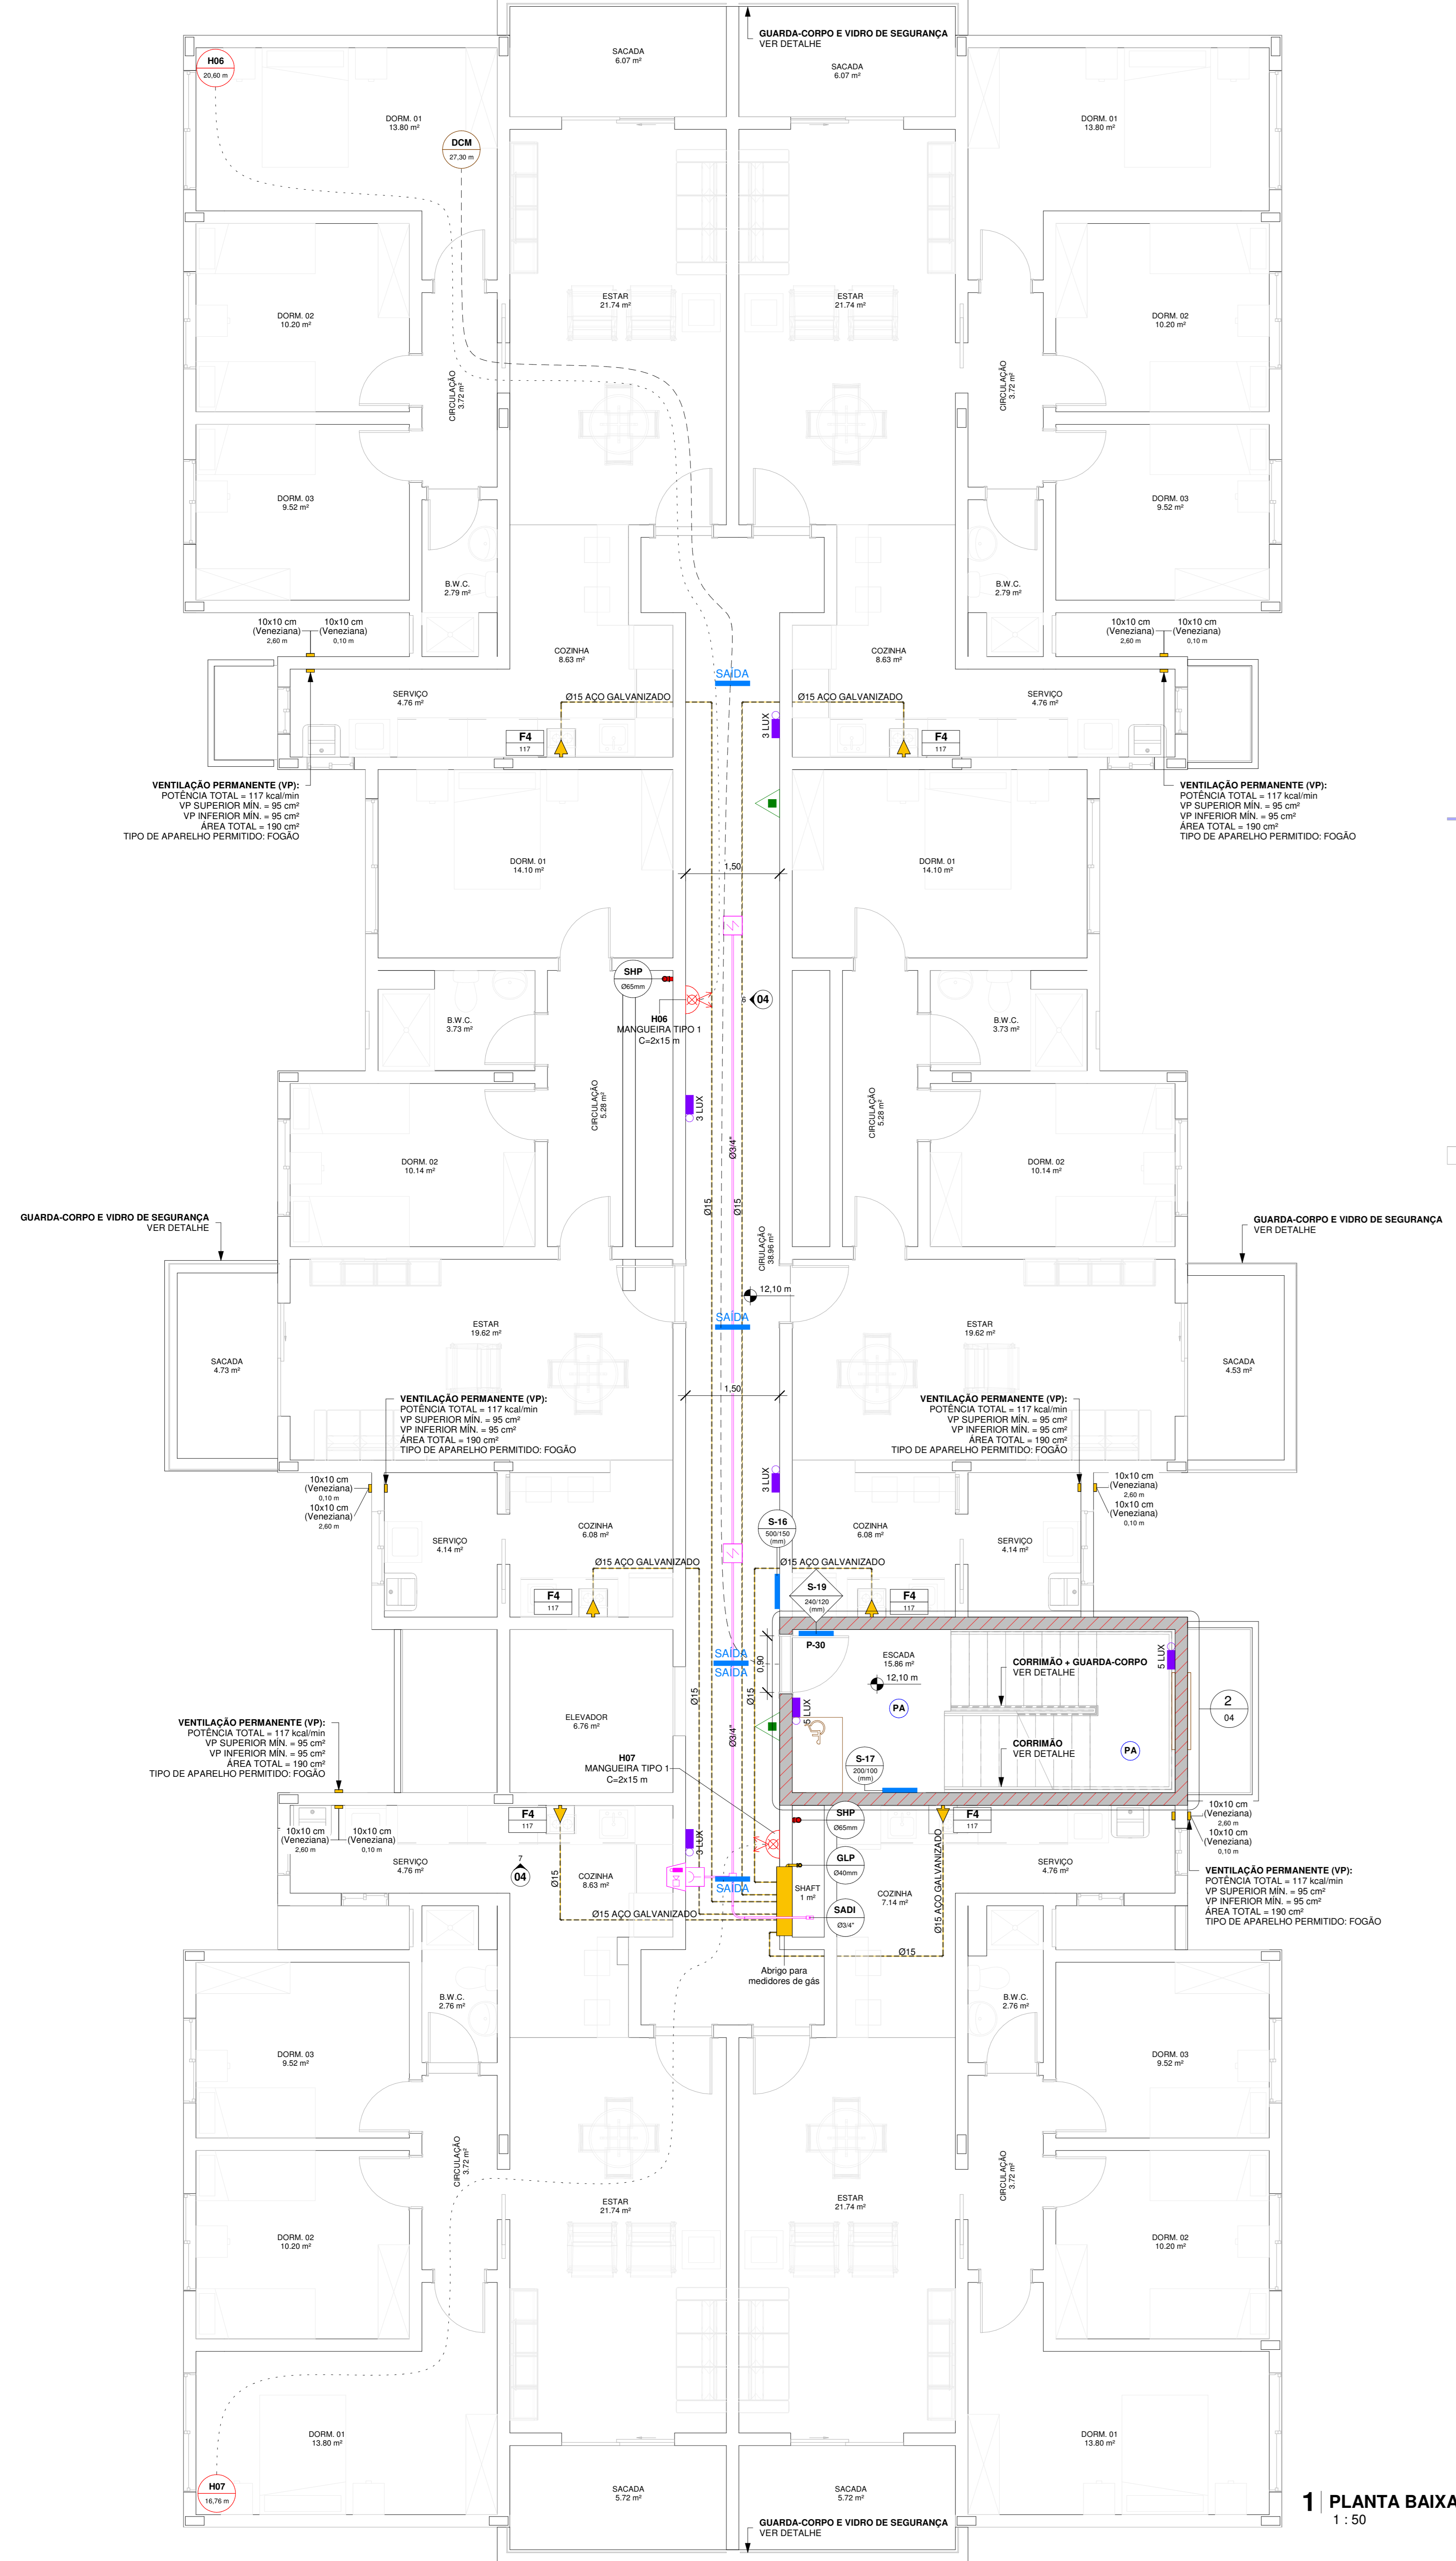 GUARDA-CORPO E VIDRO DE SEGURANÇA
VER DETALHE
SACADA
6.07 m²
SACADA
6.07 m²
H06
20,60 m
DORM. 01
13.80 m²
DORM. 01
13.80 m²
DCM
27,30 m
ESTAR
21.74 m²
ESTAR
21.74 m²
DORM. 02
10.20 m²
DORM. 02
10.20 m²
CIRCULAÇÃO
3.72 m²
CIRCULAÇÃO
3.72 m²
DORM. 03
9.52 m²
DORM. 03
9.52 m²
B.W.C.
2.79 m²
B.W.C.
2.79 m²
10x10 cm
(Veneziana)
2,60 m
10x10 cm
(Veneziana)
0,10 m
10x10 cm
(Veneziana)
2,60 m
10x10 cm
(Veneziana)
0,10 m
COZINHA
8.63 m²
COZINHA
8.63 m²
SAÍDA
SERVIÇO
4.76 m²
SERVIÇO
4.76 m²
Ø15 AÇO GALVANIZADO
Ø15 AÇO GALVANIZADO
3 LUX
F4
117
F4
117
VENTILAÇÃO PERMANENTE (VP):
POTÊNCIA TOTAL = 117 kcal/min
VP SUPERIOR MÍN. = 95 cm²
VP INFERIOR MÍN. = 95 cm²
ÁREA TOTAL = 190 cm²
TIPO DE APARELHO PERMITIDO: FOGÃO
VENTILAÇÃO PERMANENTE (VP):
POTÊNCIA TOTAL = 117 kcal/min
VP SUPERIOR MÍN. = 95 cm²
VP INFERIOR MÍN. = 95 cm²
ÁREA TOTAL = 190 cm²
TIPO DE APARELHO PERMITIDO: FOGÃO
DORM. 01
14.10 m²
1,50
DORM. 01
14.10 m²
SHP
Ø65mm
H06
MANGUEIRA TIPO 1
C=2x15 m
6
04
B.W.C.
3.73 m²
B.W.C.
3.73 m²
CIRCULAÇÃO
5.28 m²
3 LUX
Ø3/4"
CIRCULAÇÃO
5.28 m²
DORM. 02
10.14 m²
DORM. 02
10.14 m²
Ø15
Ø15
GUARDA-CORPO E VIDRO DE SEGURANÇA
VER DETALHE
GUARDA-CORPO E VIDRO DE SEGURANÇA
VER DETALHE
CIRULAÇÃO
38.96 m²
12,10 m
SAÍDA
ESTAR
19.62 m²
ESTAR
19.62 m²
SACADA
4.73 m²
SACADA
4.53 m²
1,50
VENTILAÇÃO PERMANENTE (VP):
POTÊNCIA TOTAL = 117 kcal/min
VP SUPERIOR MÍN. = 95 cm²
VP INFERIOR MÍN. = 95 cm²
ÁREA TOTAL = 190 cm²
TIPO DE APARELHO PERMITIDO: FOGÃO
VENTILAÇÃO PERMANENTE (VP):
POTÊNCIA TOTAL = 117 kcal/min
VP SUPERIOR MÍN. = 95 cm²
VP INFERIOR MÍN. = 95 cm²
ÁREA TOTAL = 190 cm²
TIPO DE APARELHO PERMITIDO: FOGÃO
10x10 cm
(Veneziana)
0,10 m
10x10 cm
(Veneziana)
2,60 m
3 LUX
10x10 cm
(Veneziana)
2,60 m
10x10 cm
(Veneziana)
0,10 m
S-16
500/150
(mm)
COZINHA
6.08 m²
COZINHA
6.08 m²
SERVIÇO
4.14 m²
SERVIÇO
4.14 m²
Ø15 AÇO GALVANIZADO
Ø15 AÇO GALVANIZADO
F4
117
S-19
240/120
(mm)
F4
117
P-30
SAÍDA
SAÍDA
0,90
ESCADA
15.86 m²
12,10 m
CORRIMÃO + GUARDA-CORPO
VER DETALHE
5 LUX
Ø15
Ø15
5 LUX
PA
2
04
ELEVADOR
6.76 m²
Ø3/4"
CORRIMÃO
VER DETALHE
PA
VENTILAÇÃO PERMANENTE (VP):
POTÊNCIA TOTAL = 117 kcal/min
VP SUPERIOR MÍN. = 95 cm²
VP INFERIOR MÍN. = 95 cm²
ÁREA TOTAL = 190 cm²
TIPO DE APARELHO PERMITIDO: FOGÃO
H07
MANGUEIRA TIPO 1
C=2x15 m
S-17
200/100
(mm)
F4
117
SHP
Ø65mm
F4
117
10x10 cm
(Veneziana)
2,60 m
10x10 cm
(Veneziana)
0,10 m
10x10 cm
(Veneziana)
2,60 m
10x10 cm
(Veneziana)
0,10 m
3 LUX
GLP
Ø40mm
SERVIÇO
4.76 m²
7
04
Ø15
COZINHA
8.63 m²
SAÍDA
SHAFT
1 m²
COZINHA
7.14 m²
Ø15 AÇO GALVANIZADO
SERVIÇO
4.76 m²
VENTILAÇÃO PERMANENTE (VP):
POTÊNCIA TOTAL = 117 kcal/min
VP SUPERIOR MÍN. = 95 cm²
VP INFERIOR MÍN. = 95 cm²
ÁREA TOTAL = 190 cm²
TIPO DE APARELHO PERMITIDO: FOGÃO
Ø15 AÇO GALVANIZADO
SADI
Ø3/4"
Ø15
Abrigo para
medidores de gás
B.W.C.
2.76 m²
B.W.C.
2.76 m²
DORM. 03
9.52 m²
DORM. 03
9.52 m²
CIRCULAÇÃO
3.72 m²
CIRCULAÇÃO
3.72 m²
ESTAR
21.74 m²
ESTAR
21.74 m²
DORM. 02
10.20 m²
DORM. 02
10.20 m²
DORM. 01
13.80 m²
DORM. 01
13.80 m²
H07
16,76 m
SACADA
5.72 m²
SACADA
5.72 m²
GUARDA-CORPO E VIDRO DE SEGURANÇA
VER DETALHE
1 PLANTA BAIXA
1 : 50